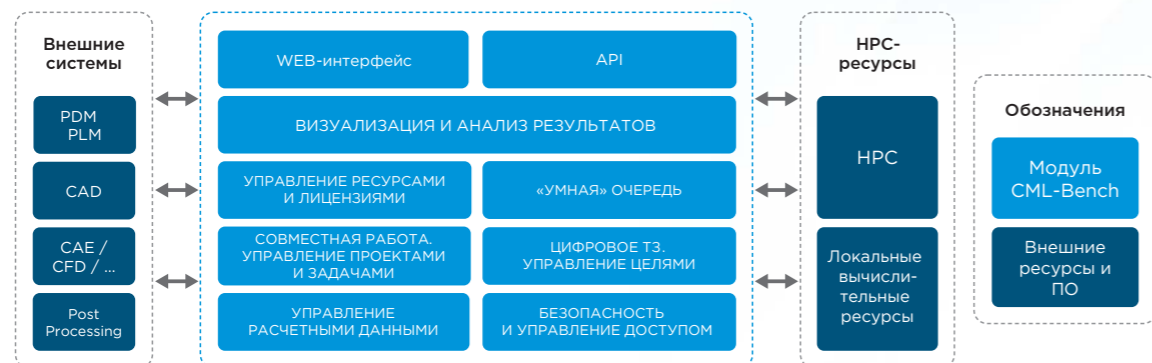 Внешние
системы
PDM
PLM
CAD
CAE /
CFD / ...
Post
Processing
WEB-интерфейс
API
ВИЗУАЛИЗАЦИЯ И АНАЛИЗ РЕЗУЛЬТАТОВ
УПРАВЛЕНИЕ РЕСУРСАМИ
И ЛИЦЕНЗИЯМИ
«УМНАЯ» ОЧЕРЕДЬ
СОВМЕСТНАЯ РАБОТА.
УПРАВЛЕНИЕ ПРОЕКТАМИ
И ЗАДАЧАМИ
ЦИФРОВОЕ ТЗ.
УПРАВЛЕНИЕ ЦЕЛЯМИ
УПРАВЛЕНИЕ
РАСЧЕТНЫМИ ДАННЫМИ
БЕЗОПАСНОСТЬ
И УПРАВЛЕНИЕ ДОСТУПОМ
HPC-
ресурсы
HPC
Локальные
вычисли-
тельные
ресурсы
Обозначения
Модуль
CML-Bench
Внешние
ресурсы и
ПО